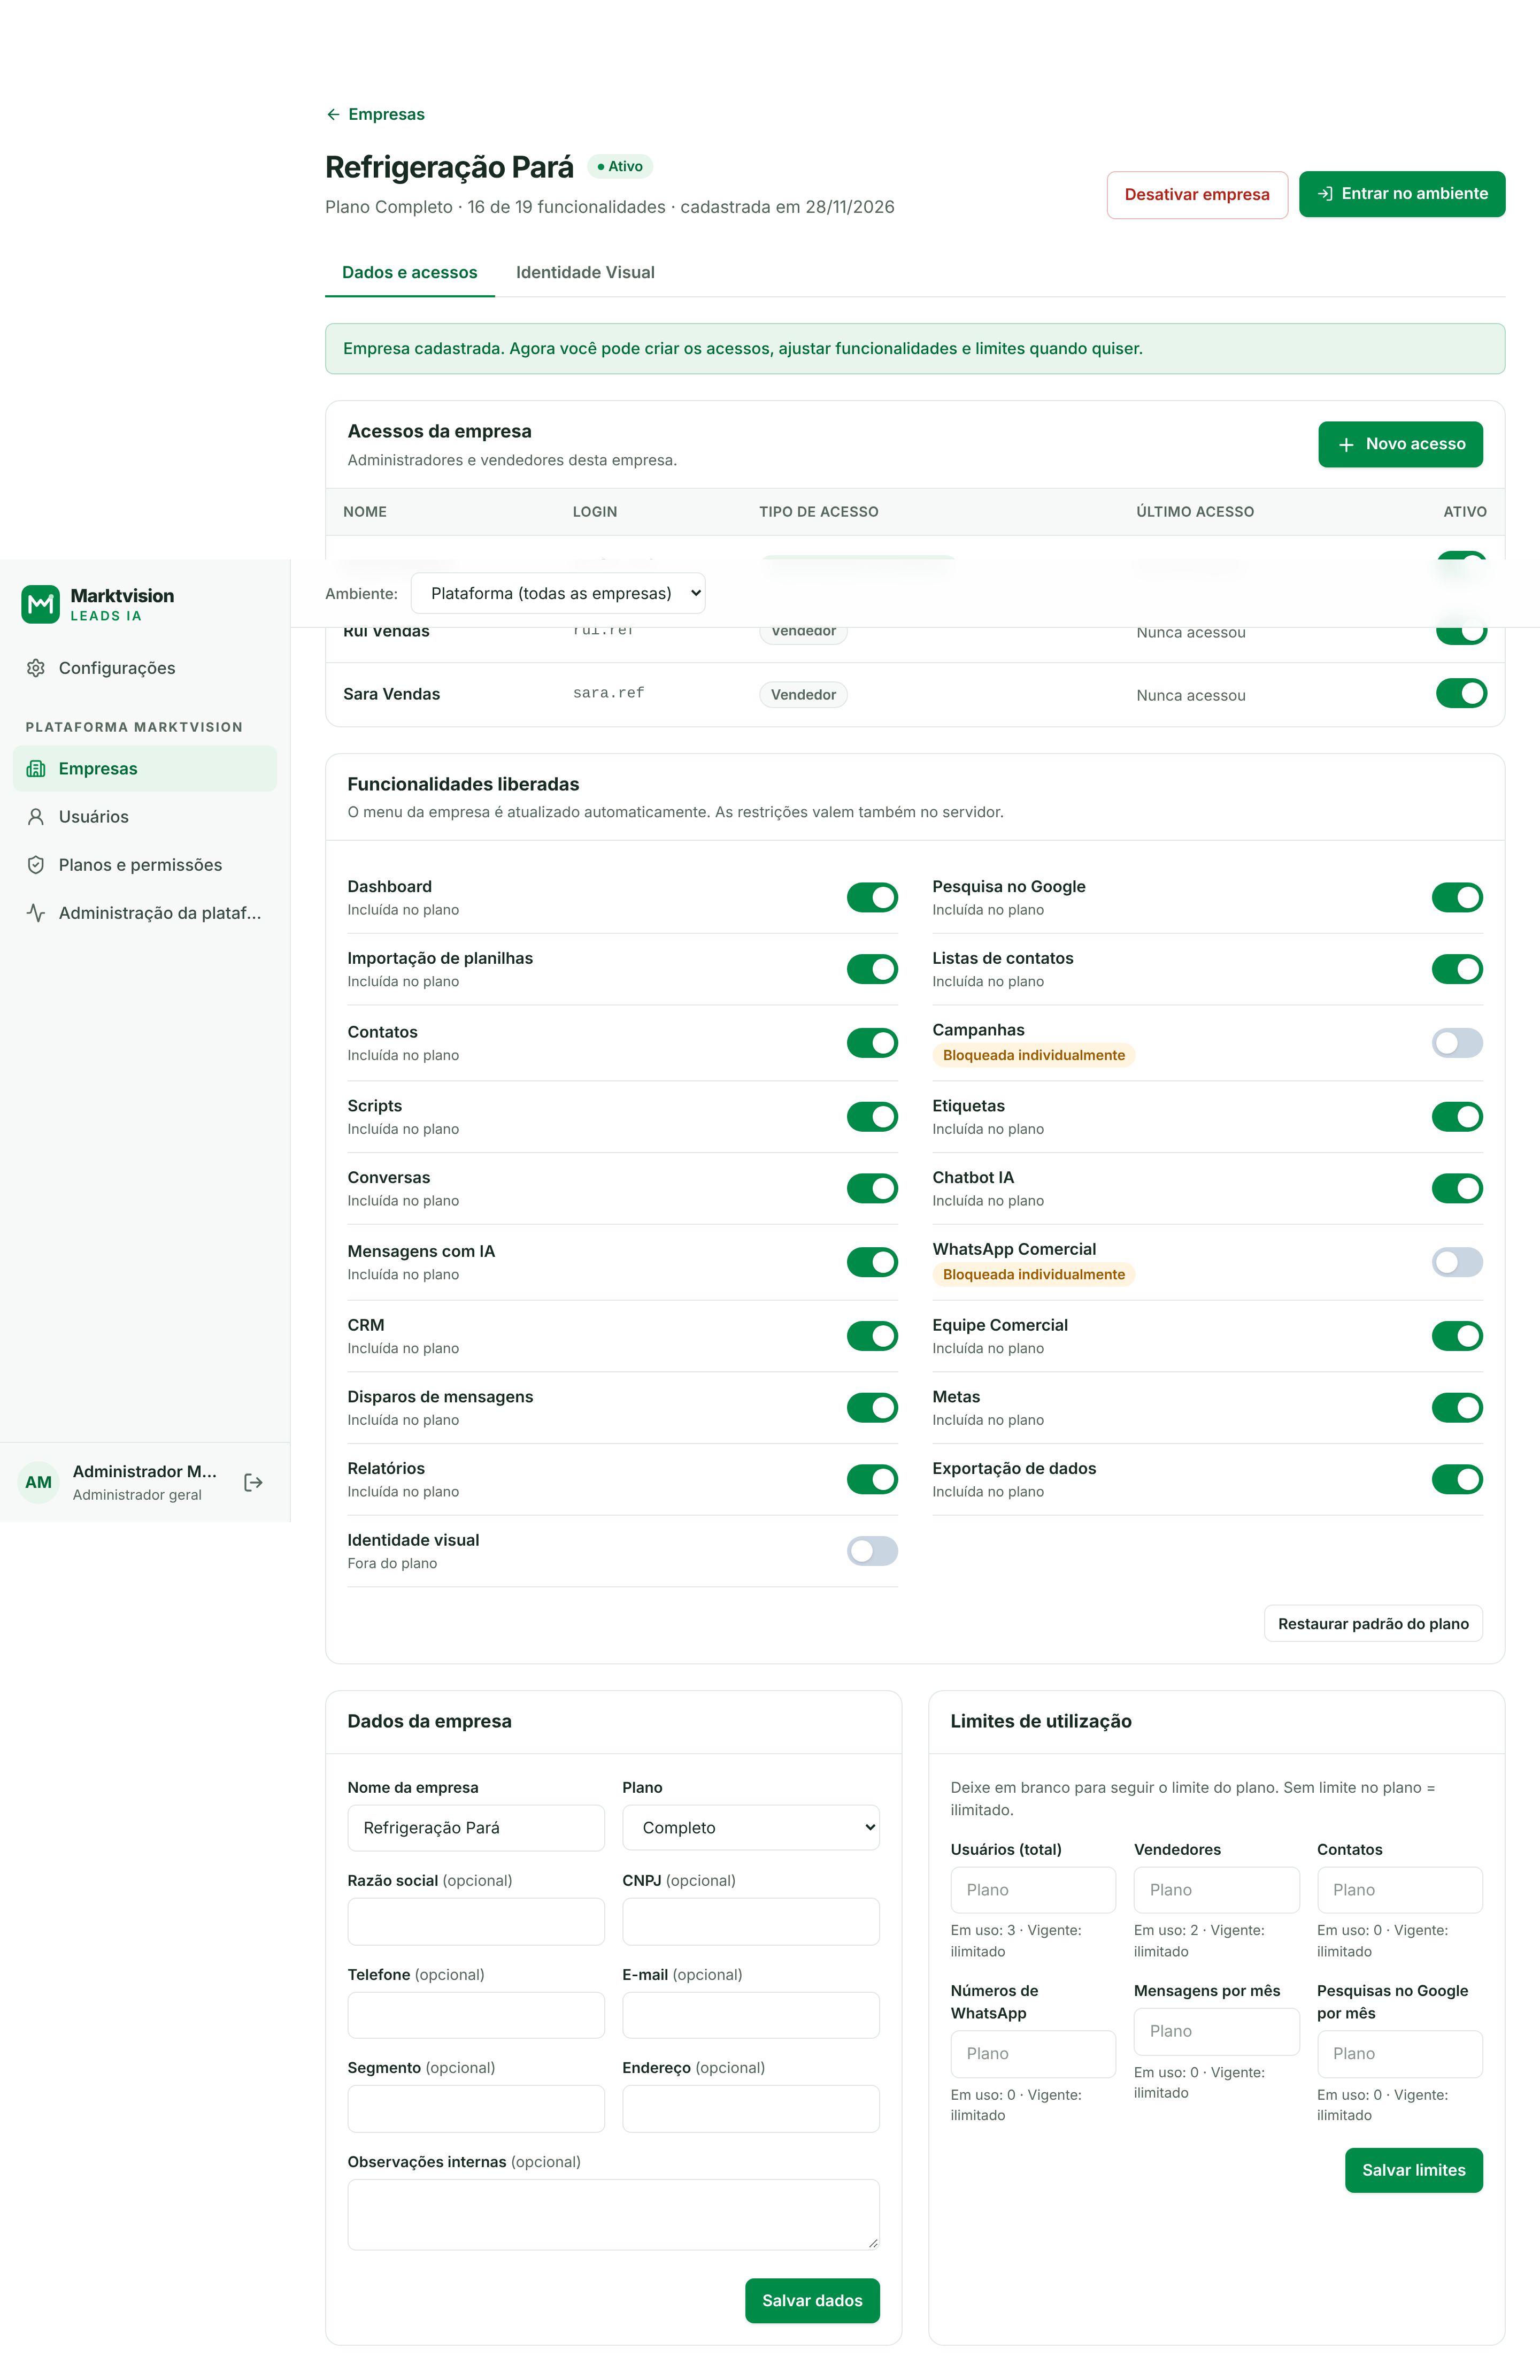 Empresas
Refrigeração Pará
Ativo
Plano Completo · 16 de 19 funcionalidades · cadastrada em 28/11/2026
Desativar empresa
Entrar no ambiente
Dados e acessos
Identidade Visual
Empresa cadastrada. Agora você pode criar os acessos, ajustar funcionalidades e limites quando quiser.
Acessos da empresa
Administradores e vendedores desta empresa.
Novo acesso
NOME LOGIN TIPO DE ACESSO ÚLTIMO ACESSO ATIVO
Marktvision
LEADS IA
Configurações
PLATAFORMA MARKTVISION
Empresas
Usuários
Planos e permissões
Administração da plataf...
AM
Administrador M...
Administrador geral
Ambiente:
Plataforma (todas as empresas)
Rui Vendas rui.ref Vendedor Nunca acessou
Sara Vendas sara.ref Vendedor Nunca acessou
Funcionalidades liberadas
O menu da empresa é atualizado automaticamente. As restrições valem também no servidor.
Dashboard
Incluída no plano
Pesquisa no Google
Incluída no plano
Importação de planilhas
Incluída no plano
Listas de contatos
Incluída no plano
Contatos
Incluída no plano
Campanhas
Bloqueada individualmente
Scripts
Incluída no plano
Etiquetas
Incluída no plano
Conversas
Incluída no plano
Chatbot IA
Incluída no plano
Mensagens com IA
Incluída no plano
WhatsApp Comercial
Bloqueada individualmente
CRM
Incluída no plano
Equipe Comercial
Incluída no plano
Disparos de mensagens
Incluída no plano
Metas
Incluída no plano
Relatórios
Incluída no plano
Exportação de dados
Incluída no plano
Identidade visual
Fora do plano
Restaurar padrão do plano
Dados da empresa
Nome da empresa
Refrigeração Pará
Plano
Completo
Razão social (opcional)
CNPJ (opcional)
Telefone (opcional)
E-mail (opcional)
Segmento (opcional)
Endereço (opcional)
Observações internas (opcional)
Salvar dados
Limites de utilização
Deixe em branco para seguir o limite do plano. Sem limite no plano =
ilimitado.
Usuários (total)
Plano
Em uso: 3 · Vigente:
ilimitado
Vendedores
Plano
Em uso: 2 · Vigente:
ilimitado
Contatos
Plano
Em uso: 0 · Vigente:
ilimitado
Números de
WhatsApp
Plano
Em uso: 0 · Vigente:
ilimitado
Mensagens por mês
Plano
Em uso: 0 · Vigente:
ilimitado
Pesquisas no Google
por mês
Plano
Em uso: 0 · Vigente:
ilimitado
Salvar limites